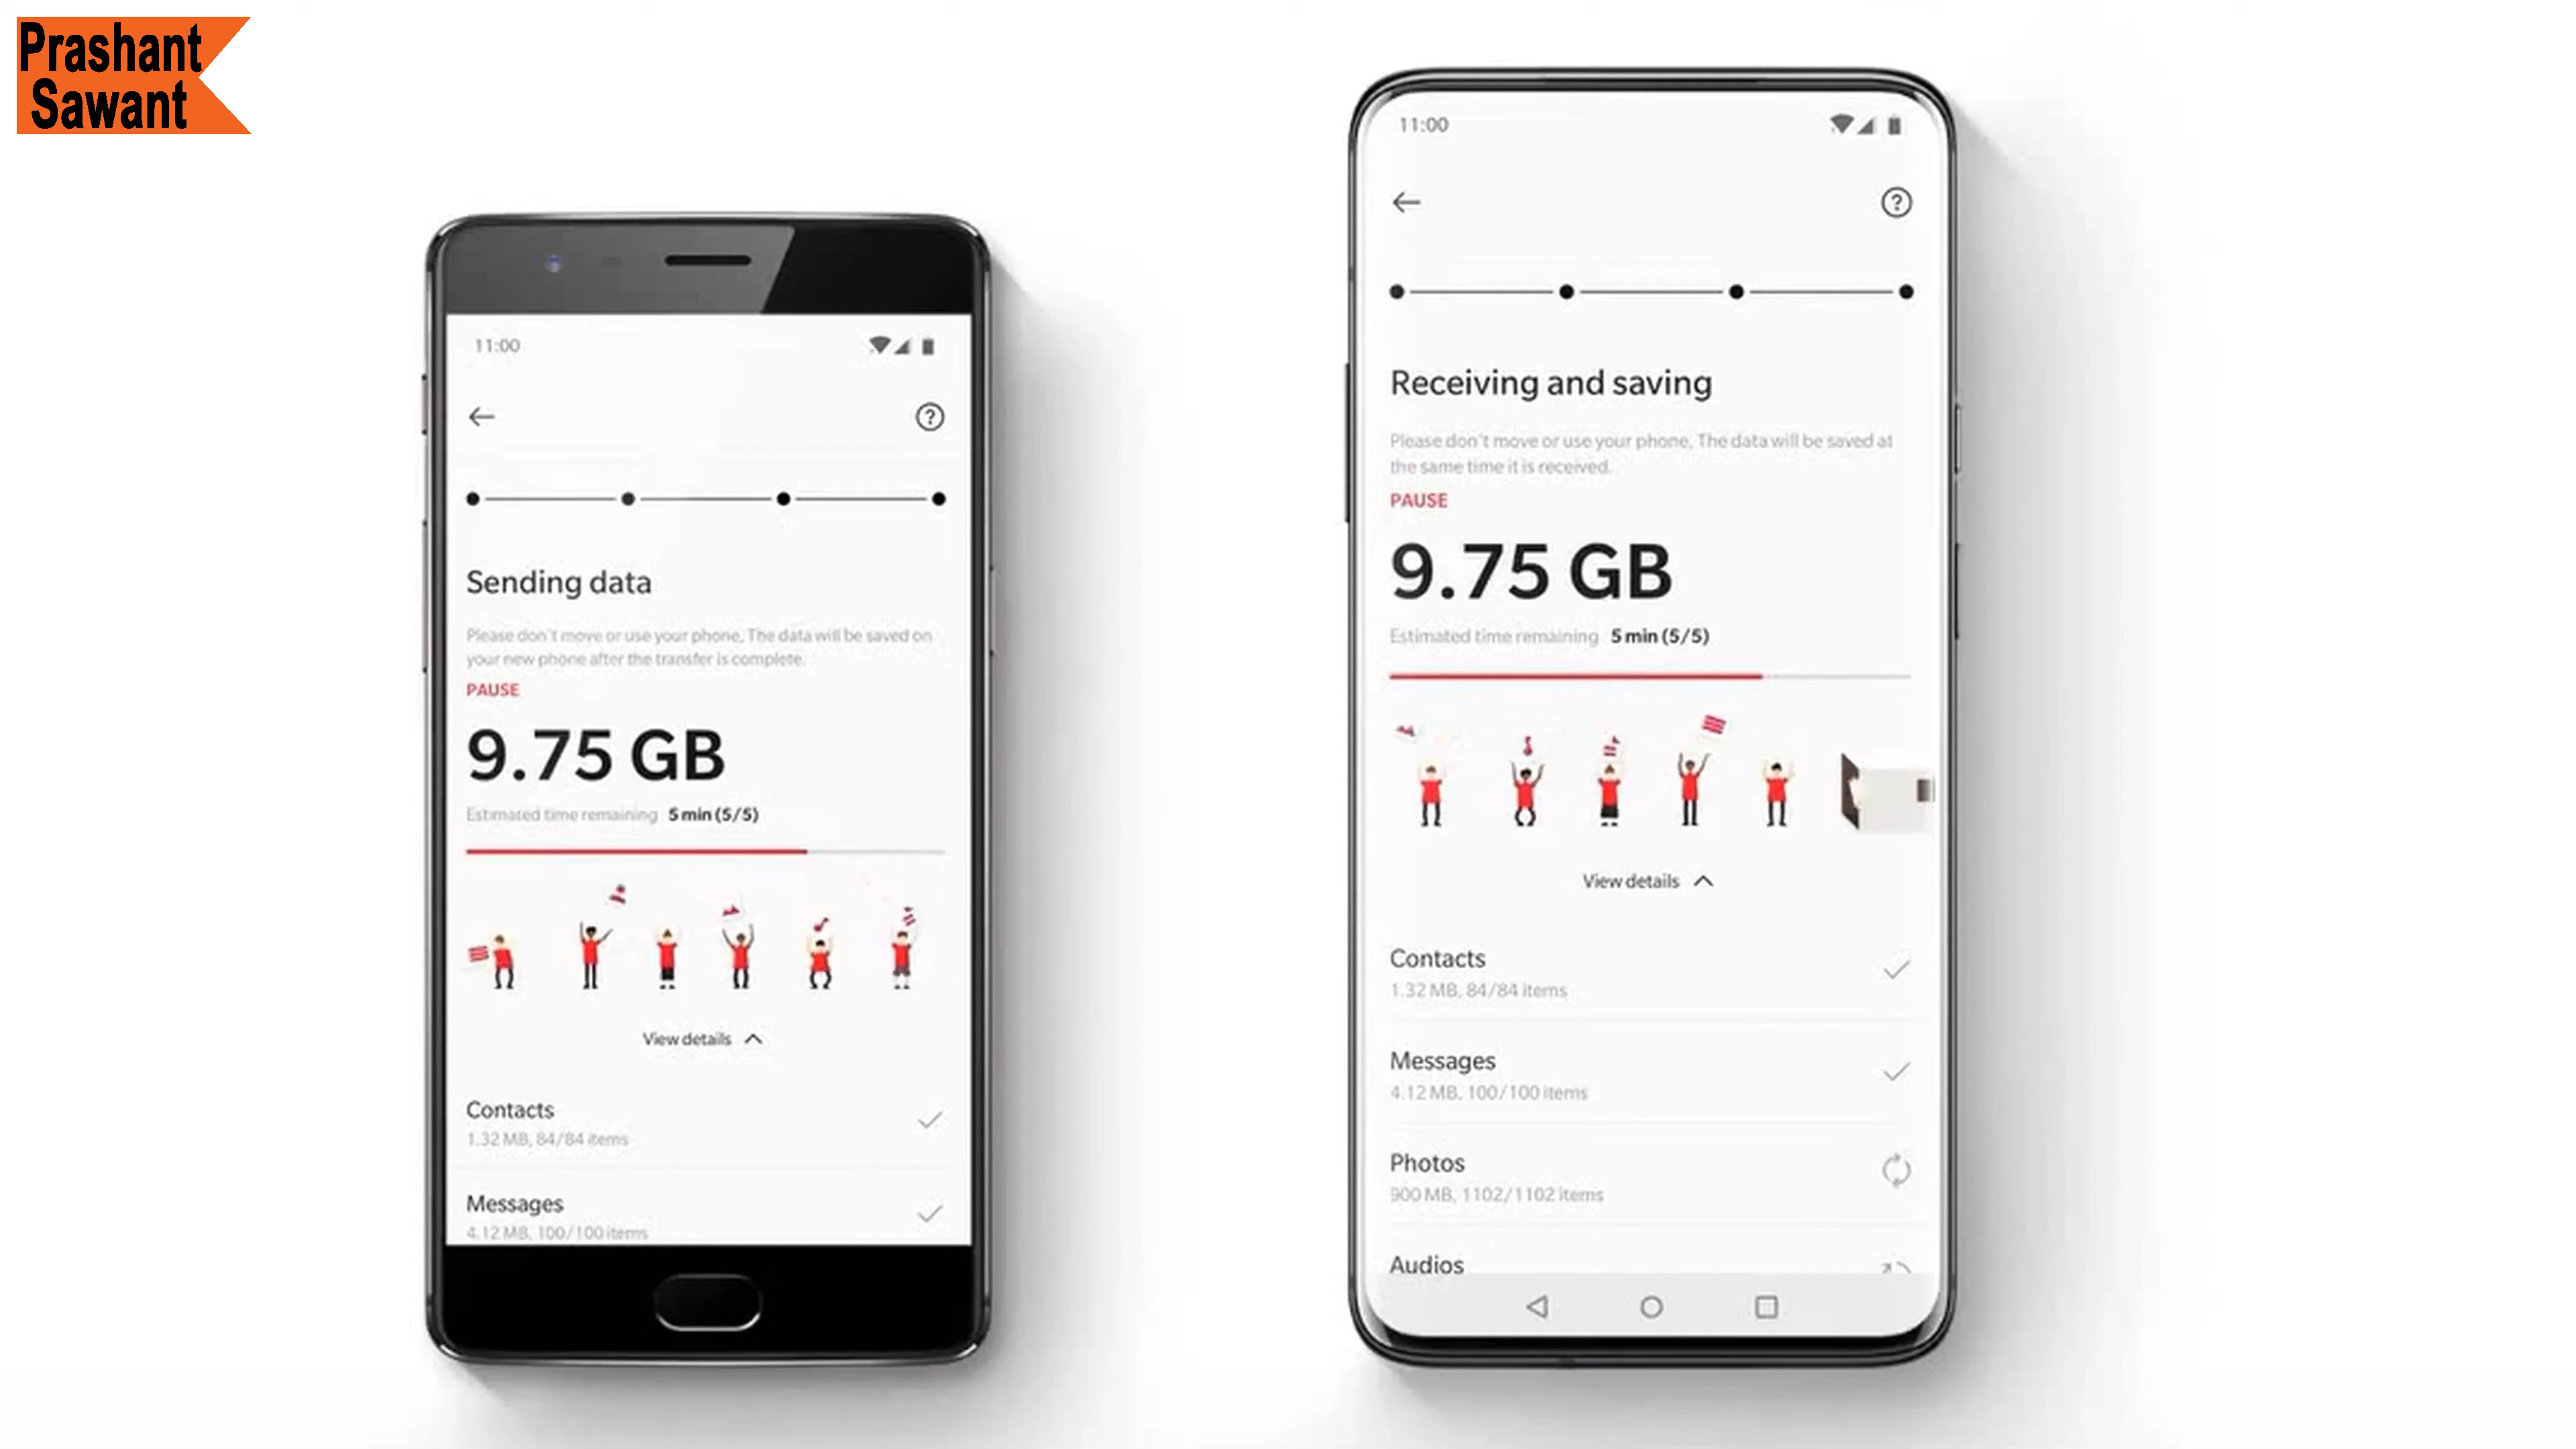 Prashant
Sawant
11:00
Sending data
Please don't move or use your phone. The data will be saved on
your new phone after the transfer is complete.
PAUSE
9.75 GB
Estimated time remaining 5 min (5/5)
View details
Contacts
1.32 MB, 84/84 items
Messages
4.12 MB, 100/100 items
11:00
Receiving and saving
Please don't move or use your phone. The data will be saved at
the same time it is received.
PAUSE
9.75 GB
Estimated time remaining 5 min (5/5)
View details
Contacts
1.32 MB, 84/84 items
Messages
4.12 MB, 100/100 items
Photos
900 MB, 1102/1102 items
Audios